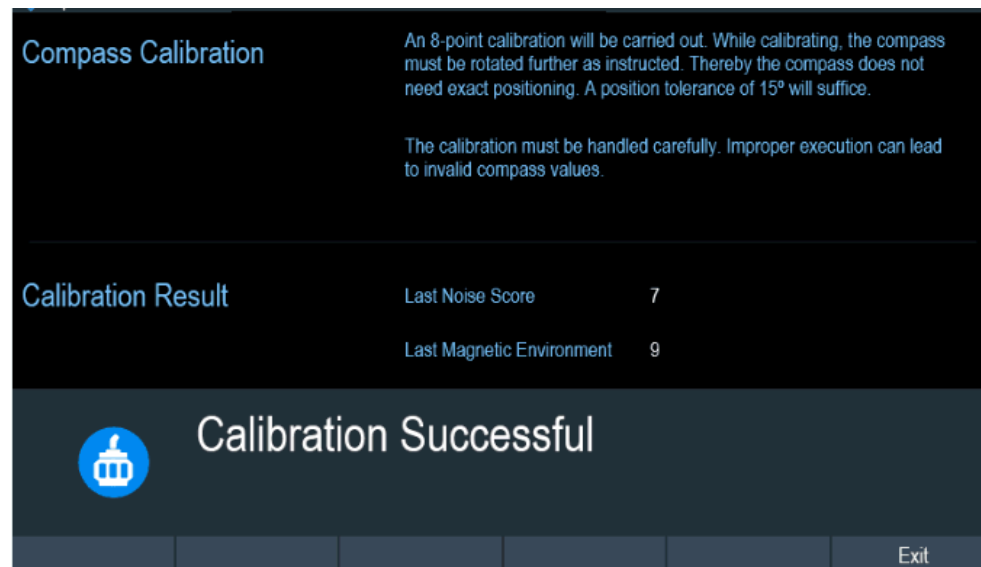 Compass Calibration
An 8-point calibration will be carried out. While calibrating, the compass
must be rotated further as instructed. Thereby the compass does not
need exact positioning. A position tolerance of 15º will suffice.
The calibration must be handled carefully. Improper execution can lead
to invalid compass values.
Calibration Result
Last Noise Score 7
Last Magnetic Environment 9
Calibration Successful
Exit